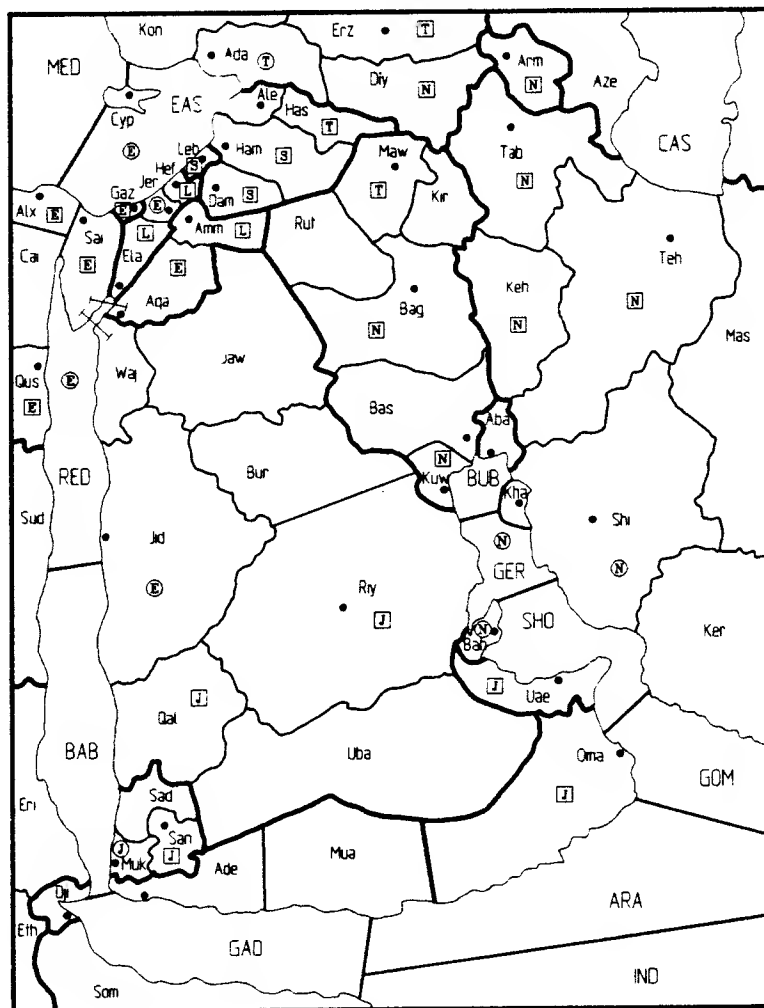 Kon
Erz T
Ada T
MED
Arm N
Diy N
Aze
Ale
EAS
Has T
Cyp
CAS
Tab N
E
Leb S
Ham S
Maw T
Hef L
Jer E
Kir
Dam S
Gaz E
Alx E
Sai E
Amm L
Rut
L
Ela
Cai
Teh N
E
Aqa
Keh N
Bag N
Mas
Waj
Jaw
Qus E
E
Bas
Aba
Bur
N
Kuw
BUB
RED
Kha
Sud
Shi N
Jid E
N
GER
Riy J
SHO
N
Bah
Ker
J
Uae
Qal J
BAB
Uba
Oma J
GOM
Eri
Sad
San J
J
Muk
Ade
Mua
Dji
ARA
Eth
GAD
IND
Som